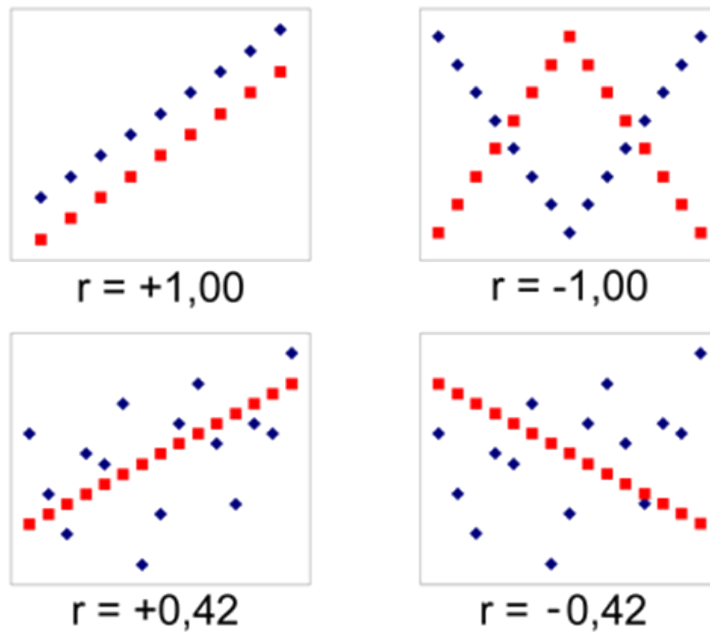 r = +1,00
r = -1,00
r = +0,42
r = -0,42